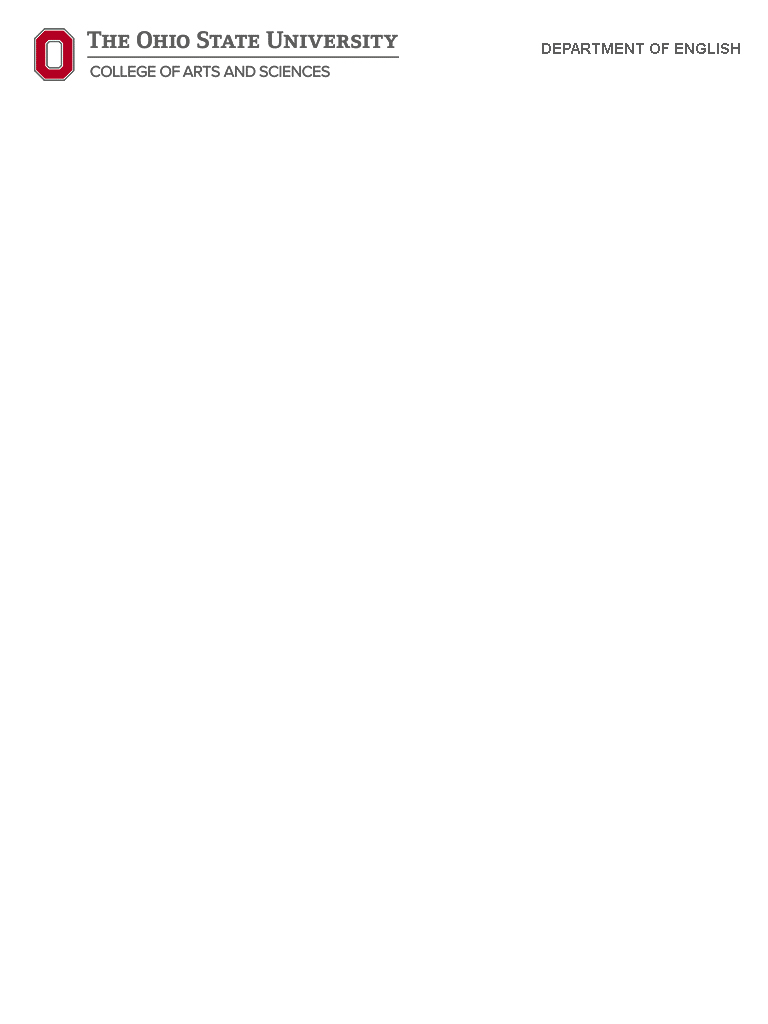 THE OHIO STATE UNIVERSITY
COLLEGE OF ARTS AND SCIENCES
DEPARTMENT OF ENGLISH